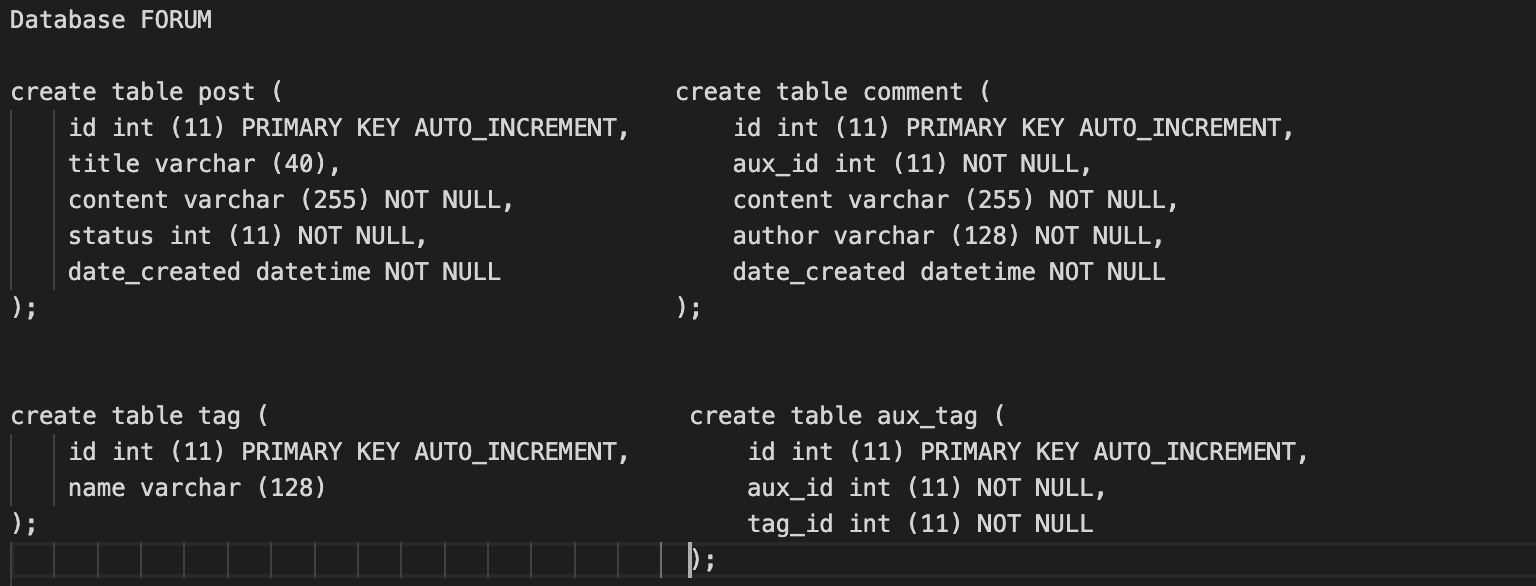 Database FORUM
create table post (
id int (11) PRIMARY KEY AUTO_INCREMENT,
title varchar (40),
content varchar (255) NOT NULL,
status int (11) NOT NULL,
date_created datetime NOT NULL
);
create table comment (
id int (11) PRIMARY KEY AUTO_INCREMENT,
aux_id int (11) NOT NULL,
content varchar (255) NOT NULL,
author varchar (128) NOT NULL,
date_created datetime NOT NULL
);
create table tag (
id int (11) PRIMARY KEY AUTO_INCREMENT,
name varchar (128)
);
create table aux_tag (
id int (11) PRIMARY KEY AUTO_INCREMENT,
aux_id int (11) NOT NULL,
tag_id int (11) NOT NULL
);